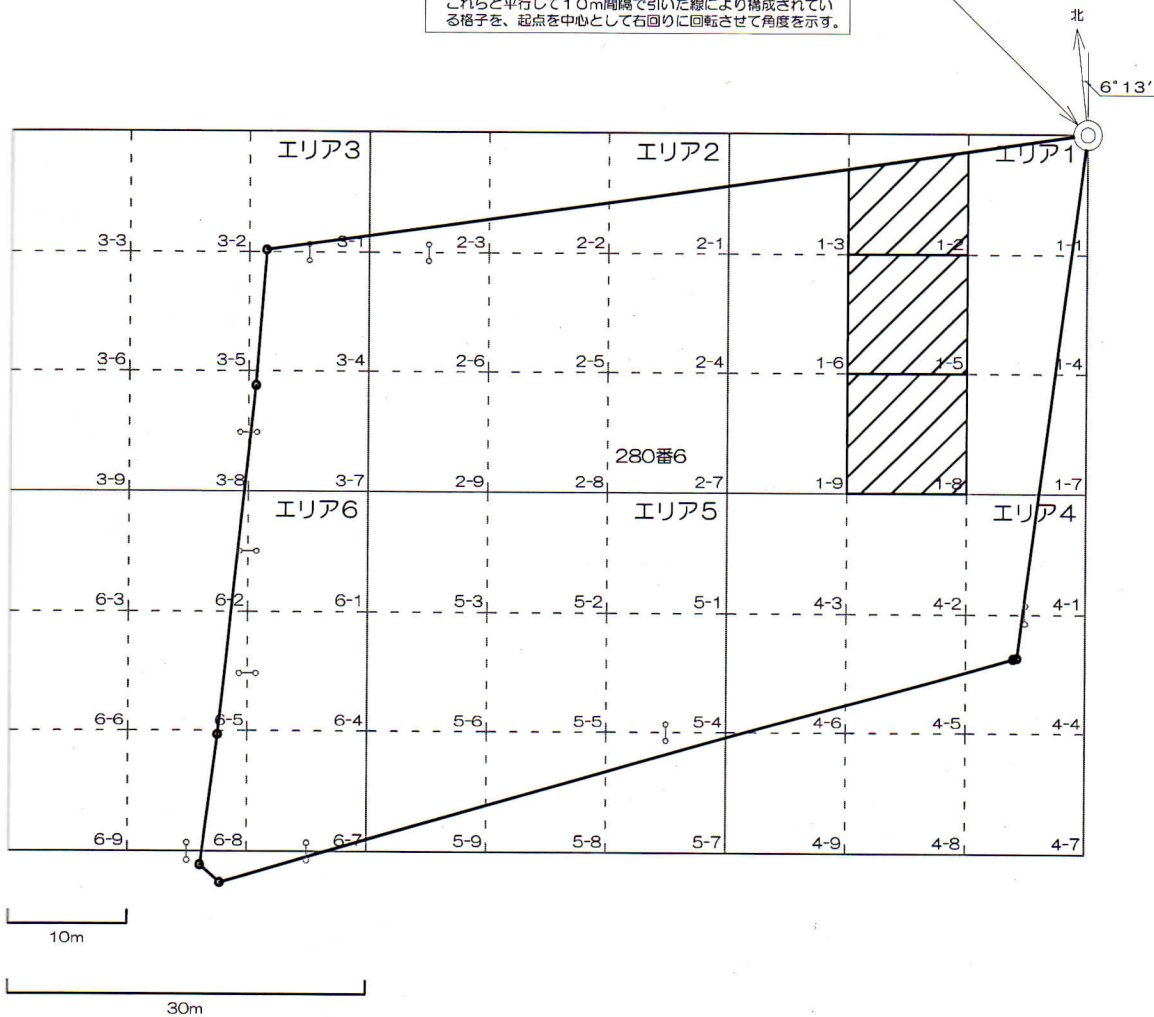 これらと平行して10m間隔で引いた線により構成されてい
る格子を、起点を中心として右回りに回転させて角度を示す。
北
6°13′
エリア3 エリア2 エリア1
3-3 3-2 3-1 2-3 2-2 2-1 1-3 1-2 1-1
3-6 3-5 3-4 2-6 2-5 2-4 1-6 1-5 1-4
280番6
3-9 3-8 3-7 2-9 2-8 2-7 1-9 1-8 1-7
エリア6 エリア5 エリア4
6-3 6-2 6-1 5-3 5-2 5-1 4-3 4-2 4-1
6-6 6-5 6-4 5-6 5-5 5-4 4-6 4-5 4-4
6-9 6-8 6-7 5-9 5-8 5-7 4-9 4-8 4-7
10m
30m